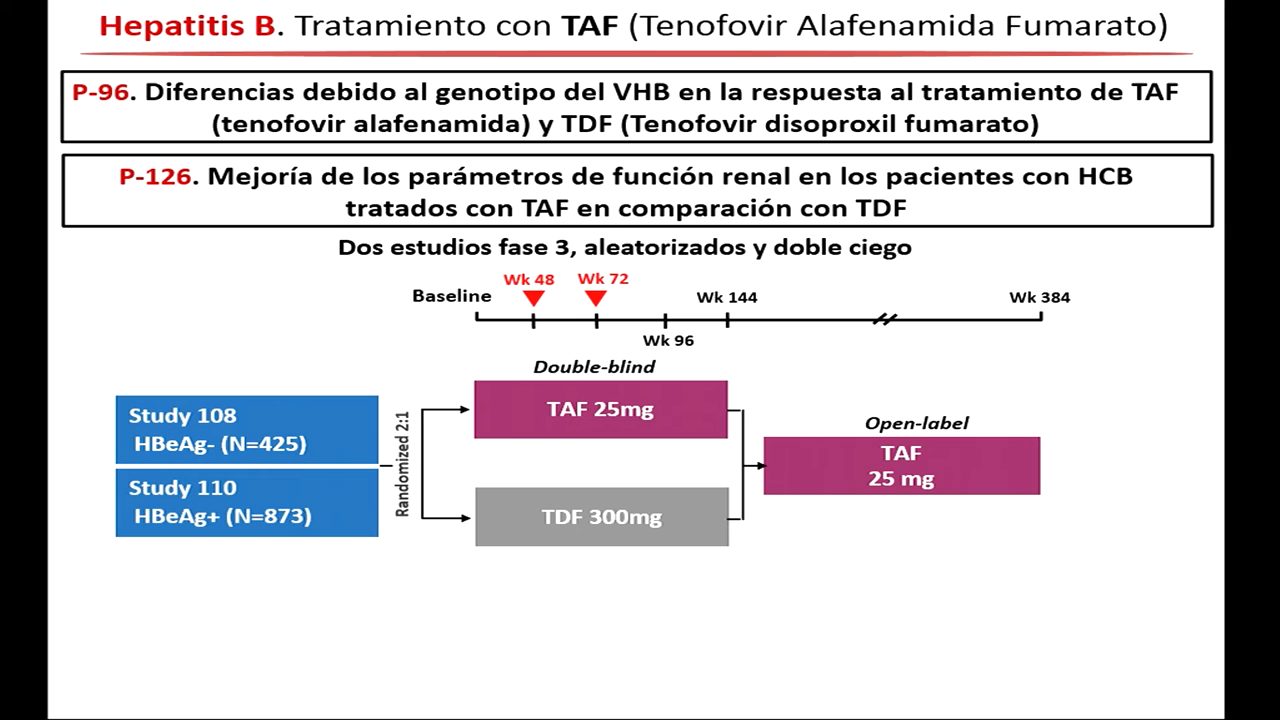 Hepatitis B. Tratamiento con TAF (Tenofovir Alafenamida Fumarato)
P-96. Diferencias debido al genotipo del VHB en la respuesta al tratamiento de TAF
(tenofovir alafenamida) y TDF (Tenofovir disoproxil fumarato)
P-126. Mejoría de los parámetros de función renal en los pacientes con HCB
tratados con TAF en comparación con TDF
Dos estudios fase 3, aleatorizados y doble ciego
Wk 48 Wk 72
Baseline Wk 144 Wk 384
Wk 96
Double-blind
TAF 25mg
Study 108
HBeAg- (N=425)
Study 110
HBeAg+ (N=873)
Randomized 2:1
TDF 300mg
Open-label
TAF
25 mg